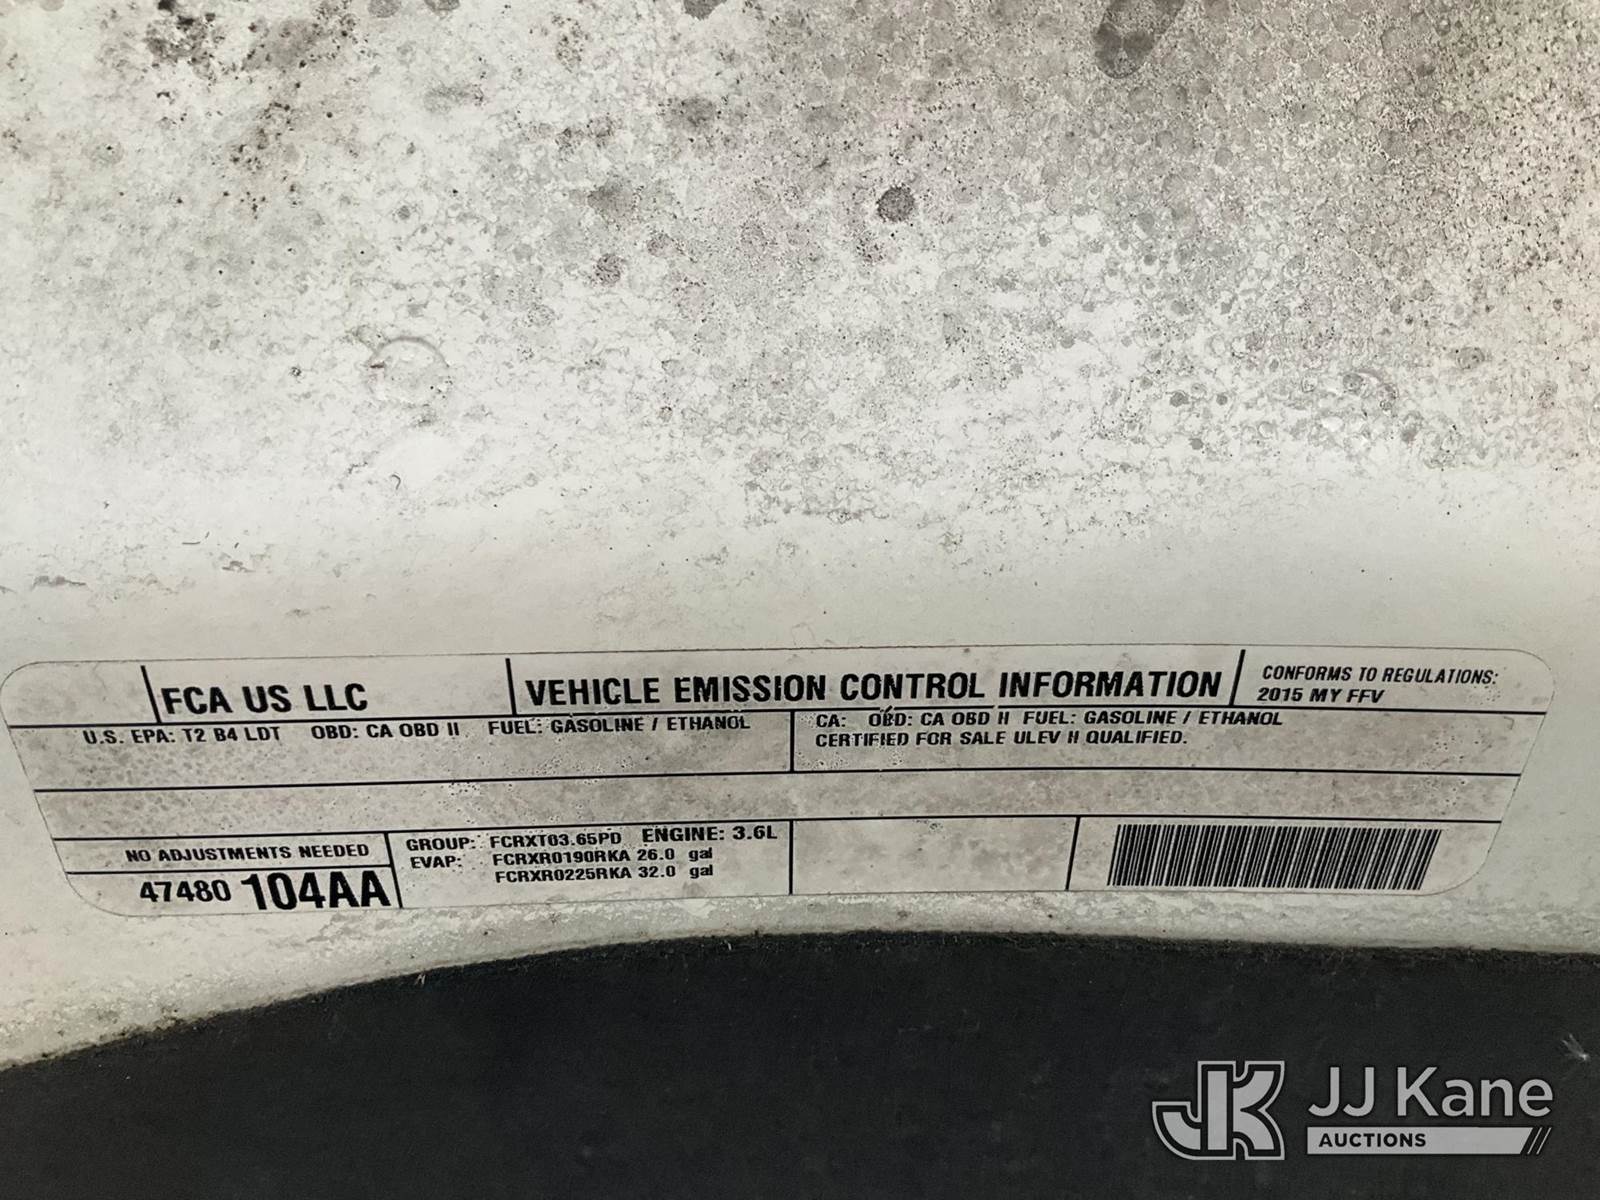 FCA US LLC
VEHICLE EMISSION CONTROL INFORMATION
CONFORMS TO REGULATIONS:
2015 MY FFV
U.S. EPA: T2 B4 LDT OBD: CA OBD II FUEL: GASOLINE / ETHANOL
CA: OBD: CA OBD II FUEL: GASOLINE / ETHANOL
CERTIFIED FOR SALE ULEV II QUALIFIED.
NO ADJUSTMENTS NEEDED
47480 104AA
GROUP: FCRXT03.65PD ENGINE: 3.6L
EVAP: FCRXR0190RKA 26.0 gal
FCRXR0225RKA 32.0 gal
JK JJ Kane
AUCTIONS